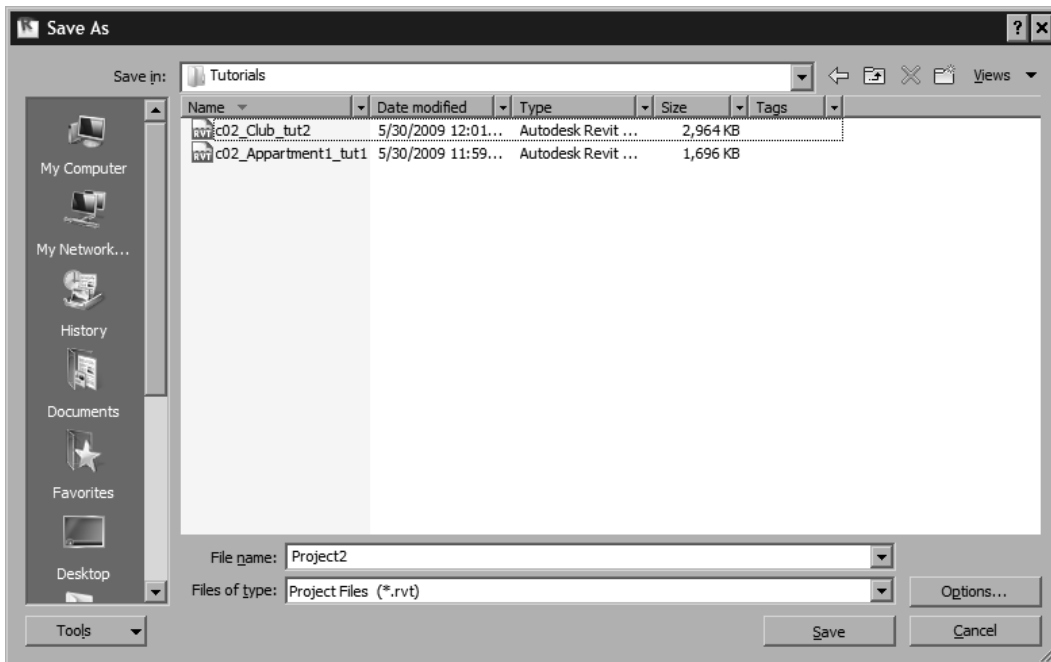 Save As
Save in: Tutorials Views
Name Date modified Type Size Tags
c02_Club_tut2 5/30/2009 12:01... Autodesk Revit ... 2,964 KB
c02_Appartment1_tut1 5/30/2009 11:59... Autodesk Revit ... 1,696 KB
My Computer
My Network...
History
Documents
Favorites
Desktop
File name: Project2
Files of type: Project Files (*.rvt) Options...
Tools Save Cancel